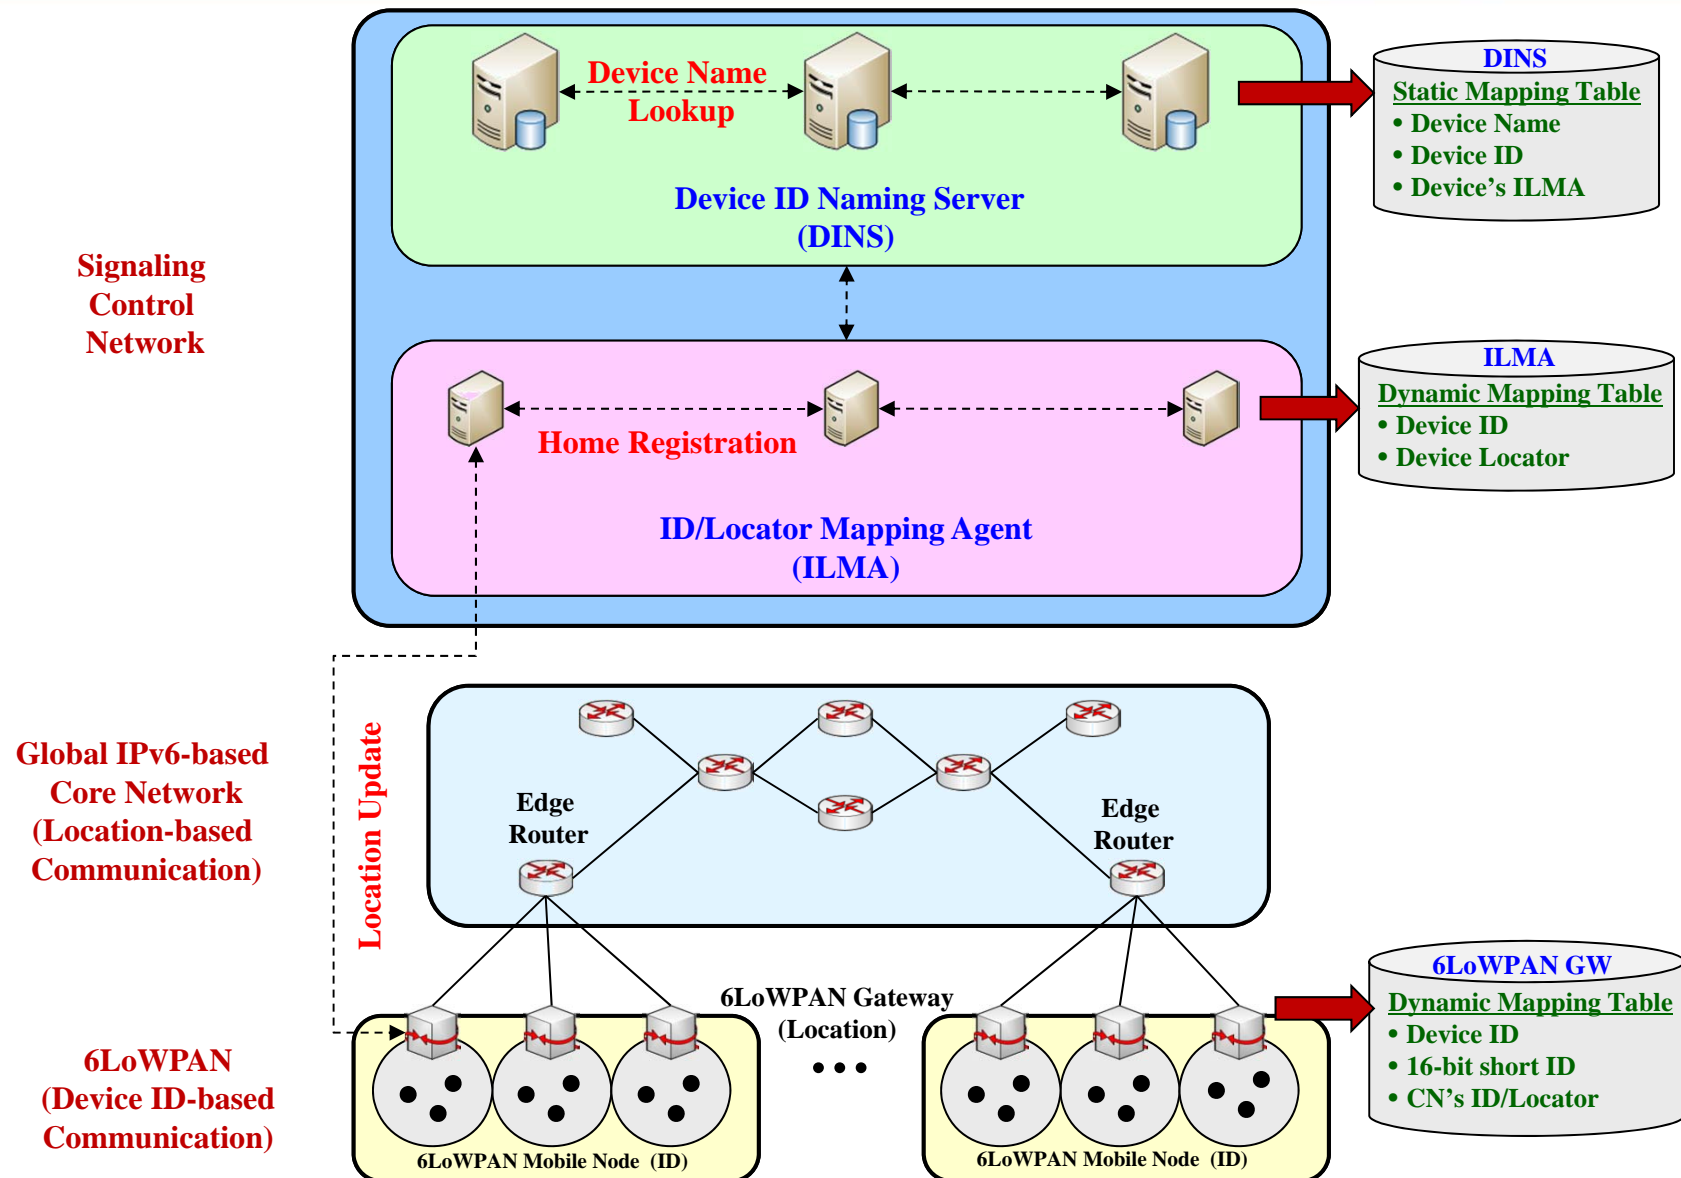 Device Name
Lookup
Device ID Naming Server
(DINS)
DINS
Static Mapping Table
• Device Name
• Device ID
• Device's ILMA
Signaling
Control
Network
Home Registration
ID/Locator Mapping Agent
(ILMA)
ILMA
Dynamic Mapping Table
• Device ID
• Device Locator
Location Update
Global IPv6-based
Core Network
(Location-based
Communication)
Edge
Router
Edge
Router
6LoWPAN Gateway
(Location)
• • •
6LoWPAN
(Device ID-based
Communication)
6LoWPAN Mobile Node (ID)
6LoWPAN Mobile Node (ID)
6LoWPAN GW
Dynamic Mapping Table
• Device ID
• 16-bit short ID
• CN's ID/Locator